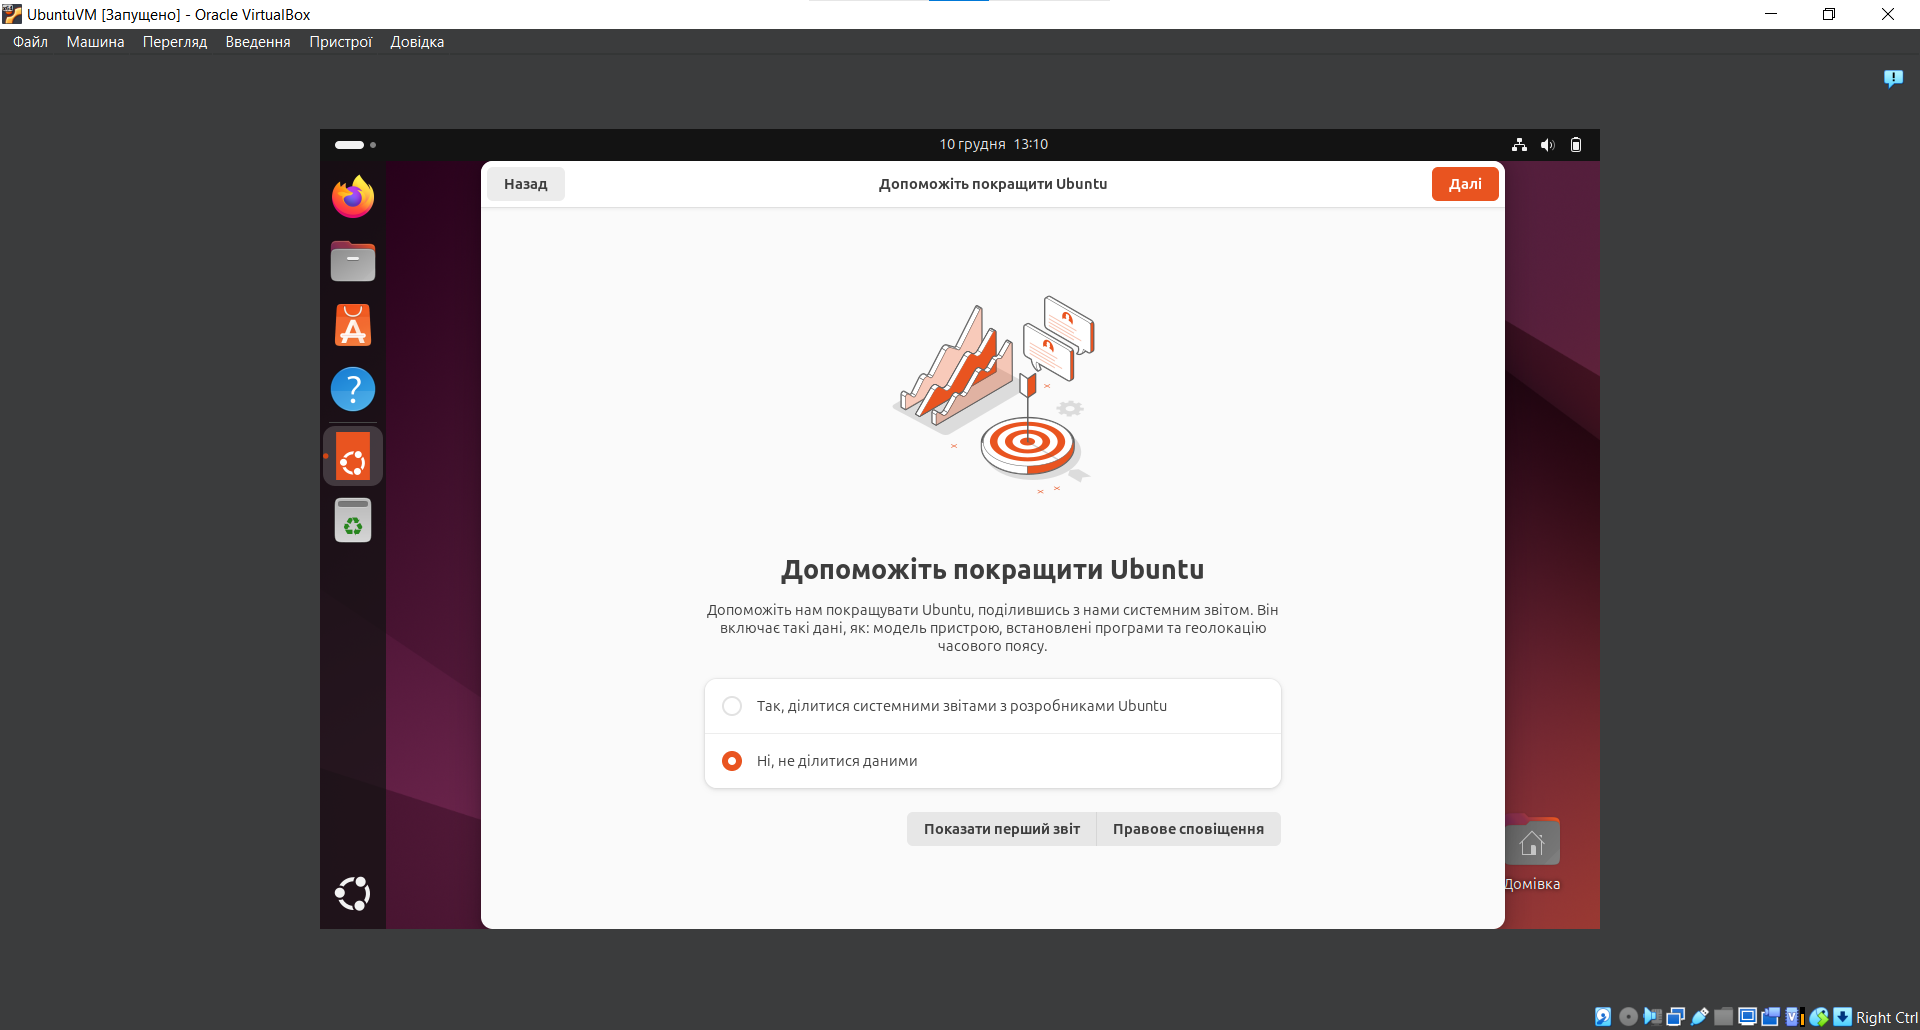 UbuntuVM [Запущено] - Oracle VirtualBox
Файл Машина Перегляд Введення Пристрої Довідка
10 грудня 13:10
Назад
Допоможіть покращити Ubuntu
Далі
Допоможіть покращити Ubuntu
Допоможіть нам покращувати Ubuntu, поділившись з нами системним звітом. Він
включає такі дані, як: модель пристрою, встановлені програми та геолокацію
часового поясу.
Так, ділитися системними звітами з розробниками Ubuntu
Ні, не ділитися даними
Показати перший звіт
Правове сповіщення
Домівка
Right Ctrl